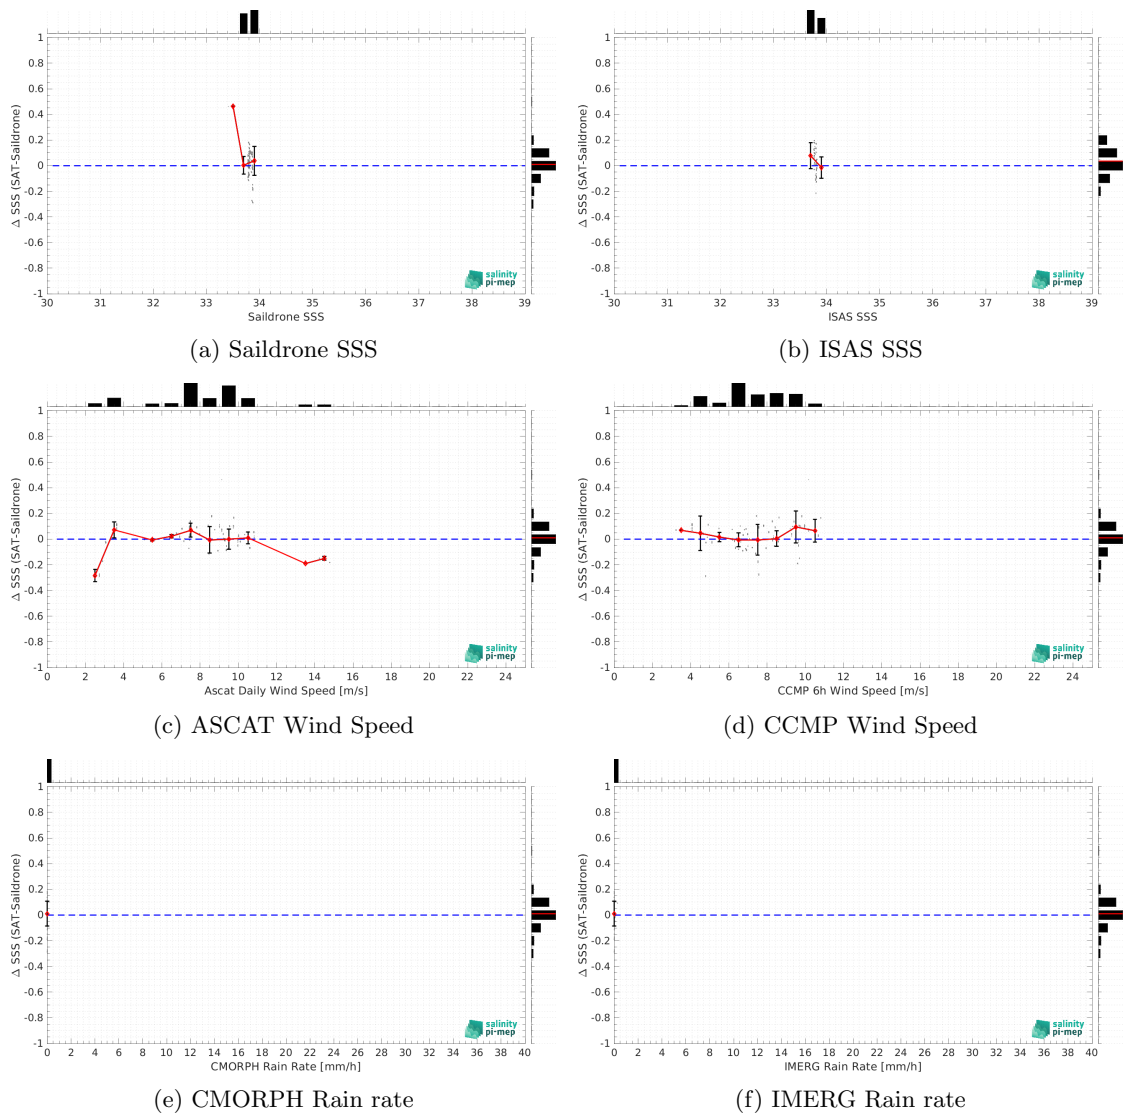 1
0.8
0.6
0.4
0.2
0
-0.2
-0.4
-0.6
-0.8
-1
Δ SSS (SAT-Saildrone)
30 31 32 33 34 35 36 37 38 39
Saildrone SSS
salinity
pi-mep
(a) Saildrone SSS
1
0.8
0.6
0.4
0.2
0
-0.2
-0.4
-0.6
-0.8
-1
Δ SSS (SAT-Saildrone)
30 31 32 33 34 35 36 37 38 39
ISAS SSS
salinity
pi-mep
(b) ISAS SSS
1
0.8
0.6
0.4
0.2
0
-0.2
-0.4
-0.6
-0.8
-1
Δ SSS (SAT-Saildrone)
0 2 4 6 8 10 12 14 16 18 20 22 24
Ascat Daily Wind Speed [m/s]
salinity
pi-mep
(c) ASCAT Wind Speed
1
0.8
0.6
0.4
0.2
0
-0.2
-0.4
-0.6
-0.8
-1
Δ SSS (SAT-Saildrone)
0 2 4 6 8 10 12 14 16 18 20 22 24
CCMP 6h Wind Speed [m/s]
salinity
pi-mep
(d) CCMP Wind Speed
1
0.8
0.6
0.4
0.2
0
-0.2
-0.4
-0.6
-0.8
-1
Δ SSS (SAT-Saildrone)
0 2 4 6 8 10 12 14 16 18 20 22 24 26 28 30 32 34 36 38 40
CMORPH Rain Rate [mm/h]
salinity
pi-mep
(e) CMORPH Rain rate
1
0.8
0.6
0.4
0.2
0
-0.2
-0.4
-0.6
-0.8
-1
Δ SSS (SAT-Saildrone)
0 2 4 6 8 10 12 14 16 18 20 22 24 26 28 30 32 34 36 38 40
IMERG Rain Rate [mm/h]
salinity
pi-mep
(f) IMERG Rain rate